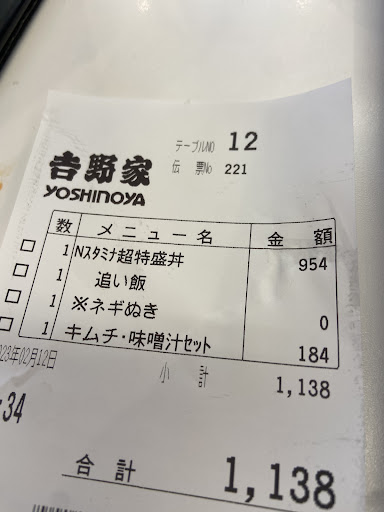 テーブルNO 12
伝 票No 221
吉野家
YOSHINOYA
数 メニュー名 金 額
1 Nスタミナ超特盛丼 954
1 追い飯
1 ※ネギぬき 0
1 キムチ・味噌汁セット 184
023年02月12日
小 計 1,138
:34
合 計 1,138